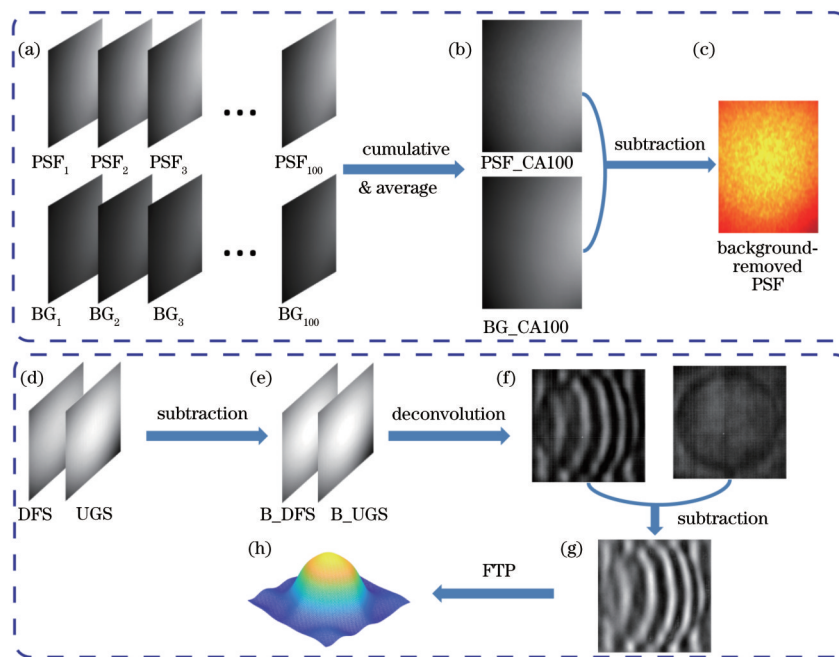 (a)
(b)
(c)
PSF₁ PSF₂ PSF₃ ... PSF₁₀₀
cumulative
& average
PSF_CA100
subtraction
BG₁ BG₂ BG₃ ... BG₁₀₀
BG_CA100
background-
removed
PSF
(d)
(e)
(f)
subtraction
deconvolution
DFS UGS
B_DFS B_UGS
subtraction
(h)
(g)
FTP